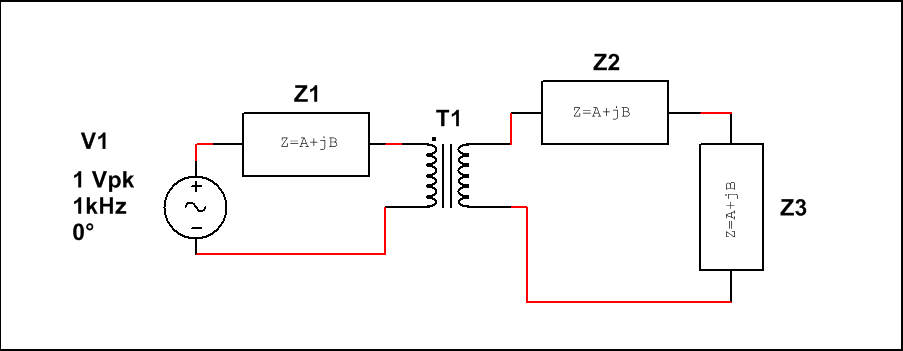 Z2
Z=A+jB
Z1
Z=A+jB
T1
V1
1 Vpk
1kHz
0°
+
~
−
Z=A+jB
Z3